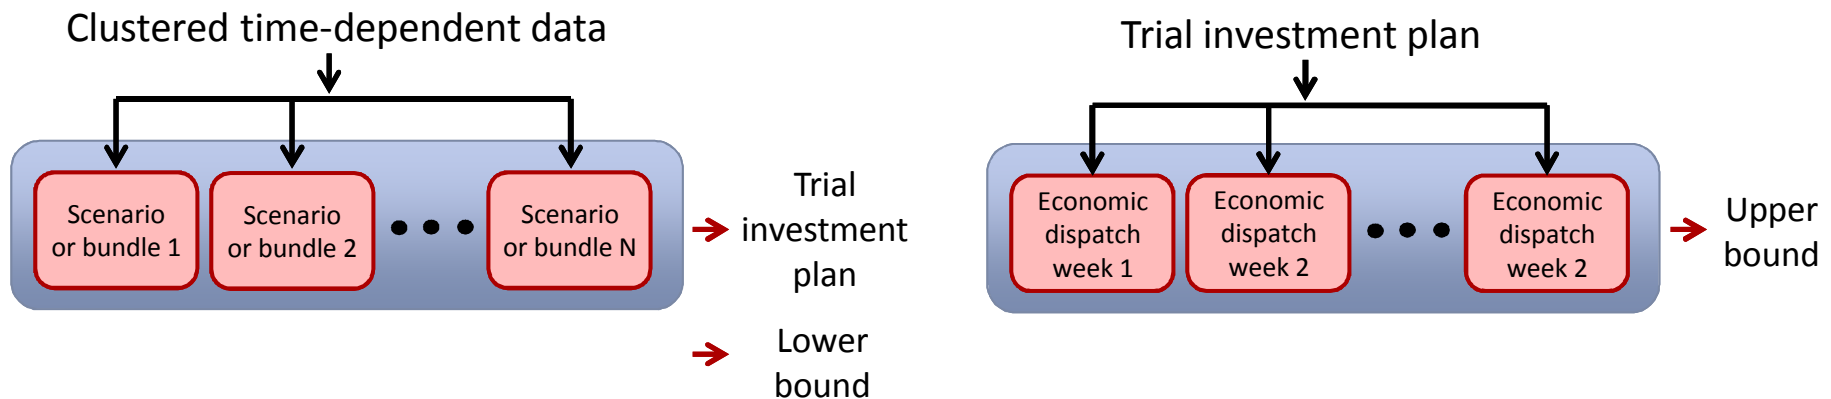 Clustered time-dependent data
Scenario
or bundle 1
Scenario
or bundle 2
Scenario
or bundle N
Trial
investment
plan
Lower
bound
Trial investment plan
Economic
dispatch
week 1
Economic
dispatch
week 2
Economic
dispatch
week 2
Upper
bound